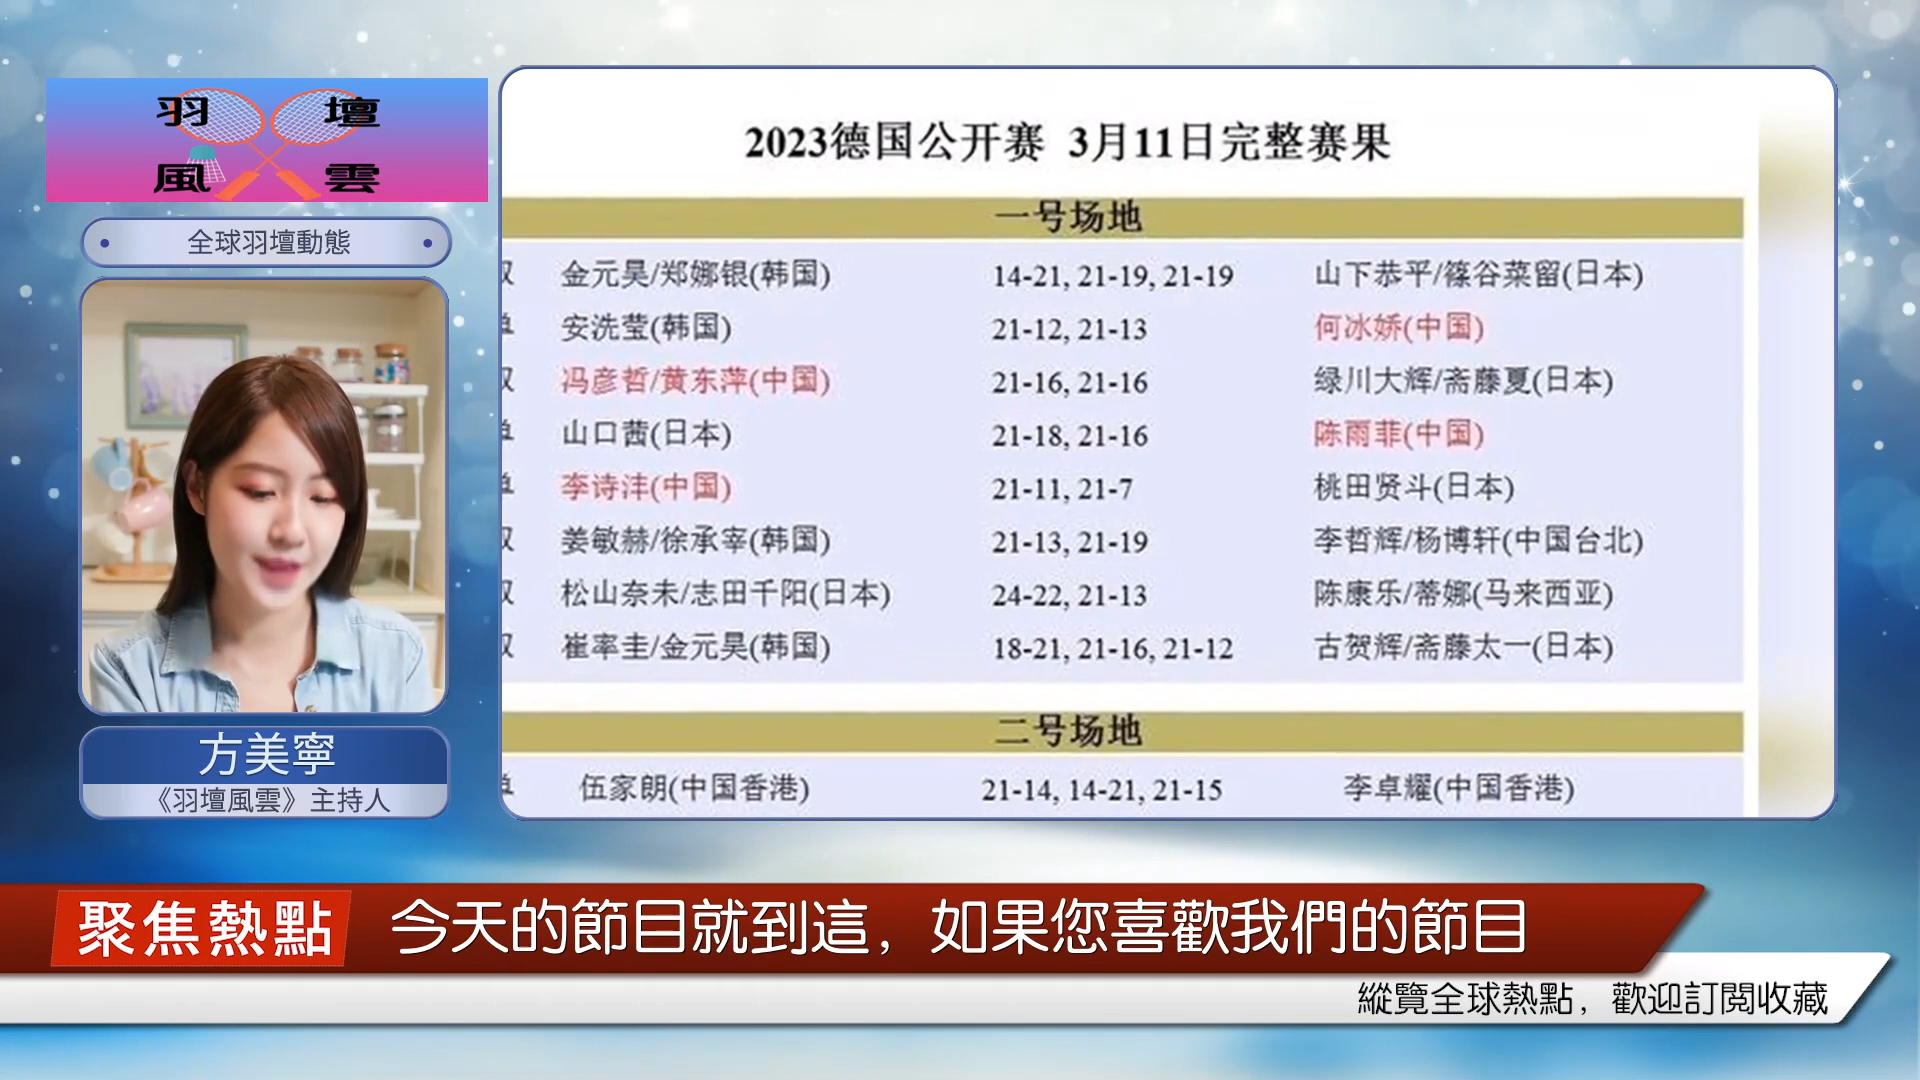 羽壇
風雲
全球羽壇動態
方美寧
《羽壇風雲》主持人
2023德国公开赛 3月11日完整赛果
一号场地
金元昊/郑娜银(韩国) 14-21, 21-19, 21-19 山下恭平/篠谷菜留(日本)
安洗莹(韩国) 21-12, 21-13 何冰娇(中国)
冯彦哲/黄东萍(中国) 21-16, 21-16 绿川大辉/斋藤夏(日本)
山口茜(日本) 21-18, 21-16 陈雨菲(中国)
李诗沣(中国) 21-11, 21-7 桃田贤斗(日本)
姜敏赫/徐承宰(韩国) 21-13, 21-19 李哲辉/杨博轩(中国台北)
松山奈未/志田千阳(日本) 24-22, 21-13 陈康乐/蒂娜(马来西亚)
崔率圭/金元昊(韩国) 18-21, 21-16, 21-12 古贺辉/斋藤太一(日本)
二号场地
伍家朗(中国香港) 21-14, 14-21, 21-15 李卓耀(中国香港)
聚焦熱點 今天的節目就到這，如果您喜歡我們的節目
縱覽全球熱點，歡迎訂閱收藏